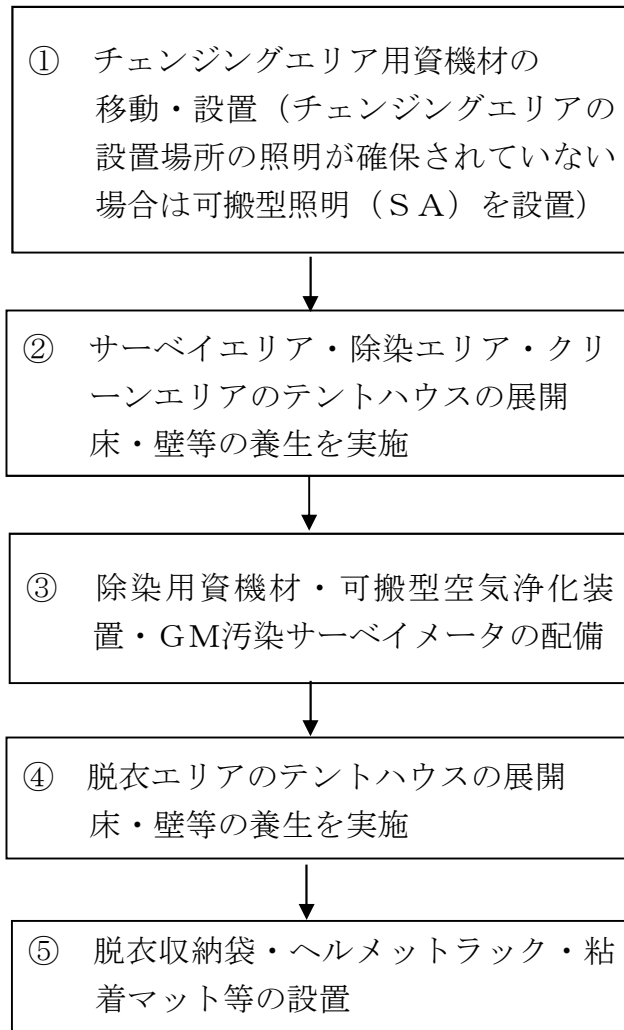 ① チェンジングエリア用資機材の
移動・設置（チェンジングエリアの
設置場所の照明が確保されていない
場合は可搬型照明（ＳＡ）を設置）
② サーベイエリア・除染エリア・クリ
ーンエリアのテントハウスの展開
床・壁等の養生を実施
③ 除染用資機材・可搬型空気浄化装
置・ＧＭ汚染サーベイメータの配備
④ 脱衣エリアのテントハウスの展開
床・壁等の養生を実施
⑤ 脱衣収納袋・ヘルメットラック・粘
着マット等の設置